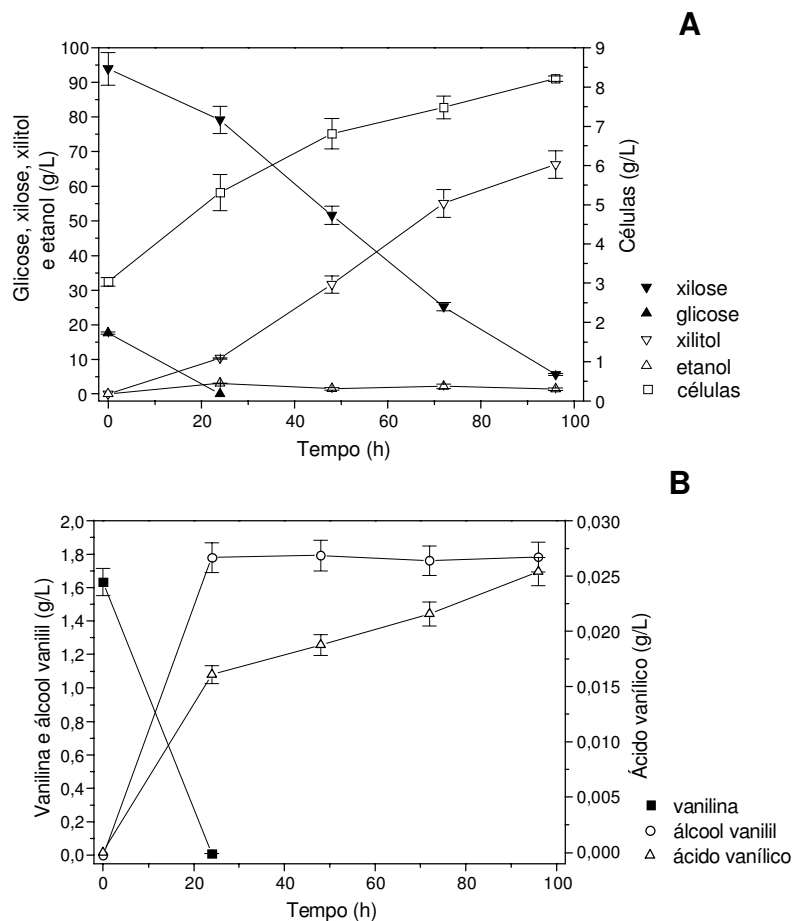 A
Glicose, xilose, xilitol
e etanol (g/L)
100
90
80
70
60
50
40
30
20
10
0
9
8
7
6
5
4
3
2
1
0
Células (g/L)
0 20 40 60 80 100
Tempo (h)
xilose
glicose
xilitol
etanol
células
B
Vanilina e álcool vanilil (g/L)
2,0
1,8
1,6
1,4
1,2
1,0
0,8
0,6
0,4
0,2
0,0
0,030
0,025
0,020
0,015
0,010
0,005
0,000
Ácido vanílico (g/L)
0 20 40 60 80 100
Tempo (h)
vanilina
álcool vanilil
ácido vanílico